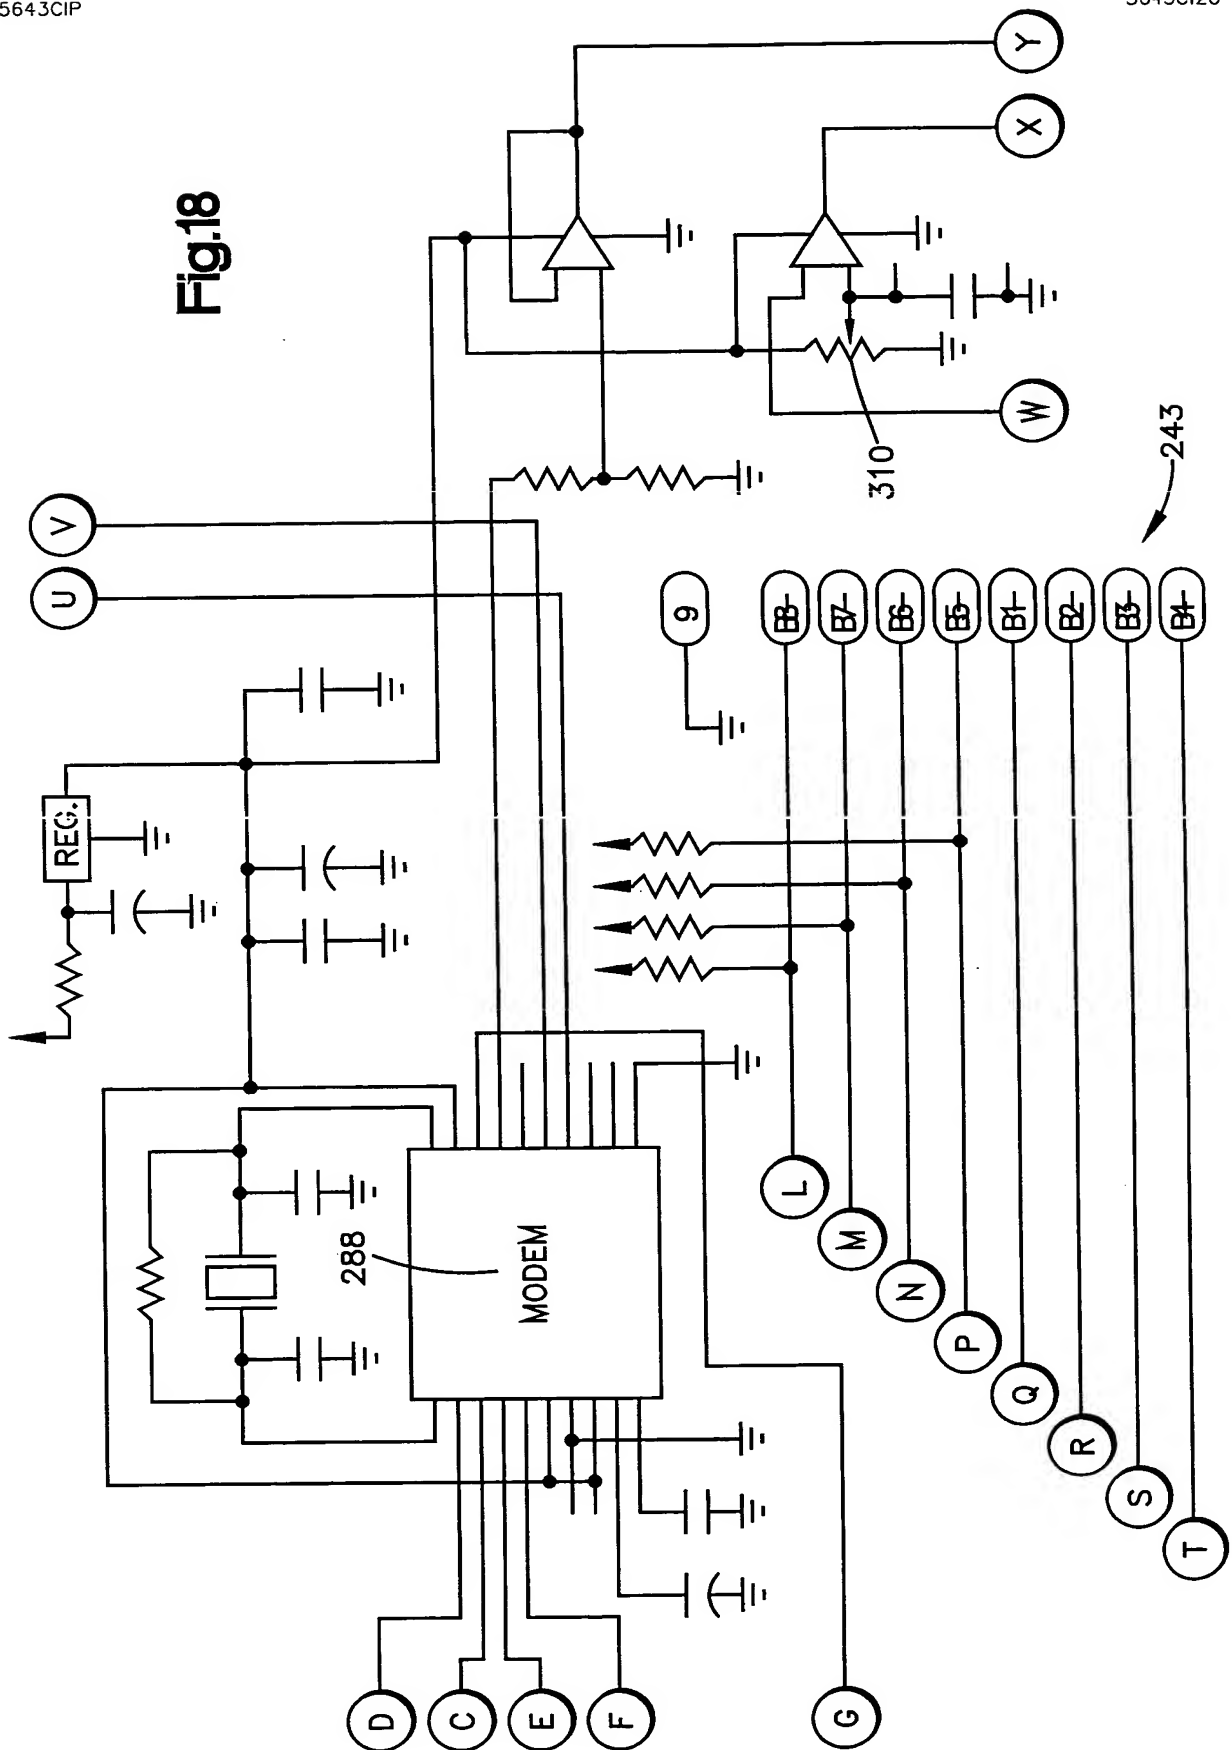 5643CIP
Fig.18
Y
X
W
V
U
REG.
310
243
9
B8-
B7-
B6-
B5-
B1-
B2-
B3-
B4-
288
MODEM
L
M
N
P
Q
R
S
T
D
C
E
F
G